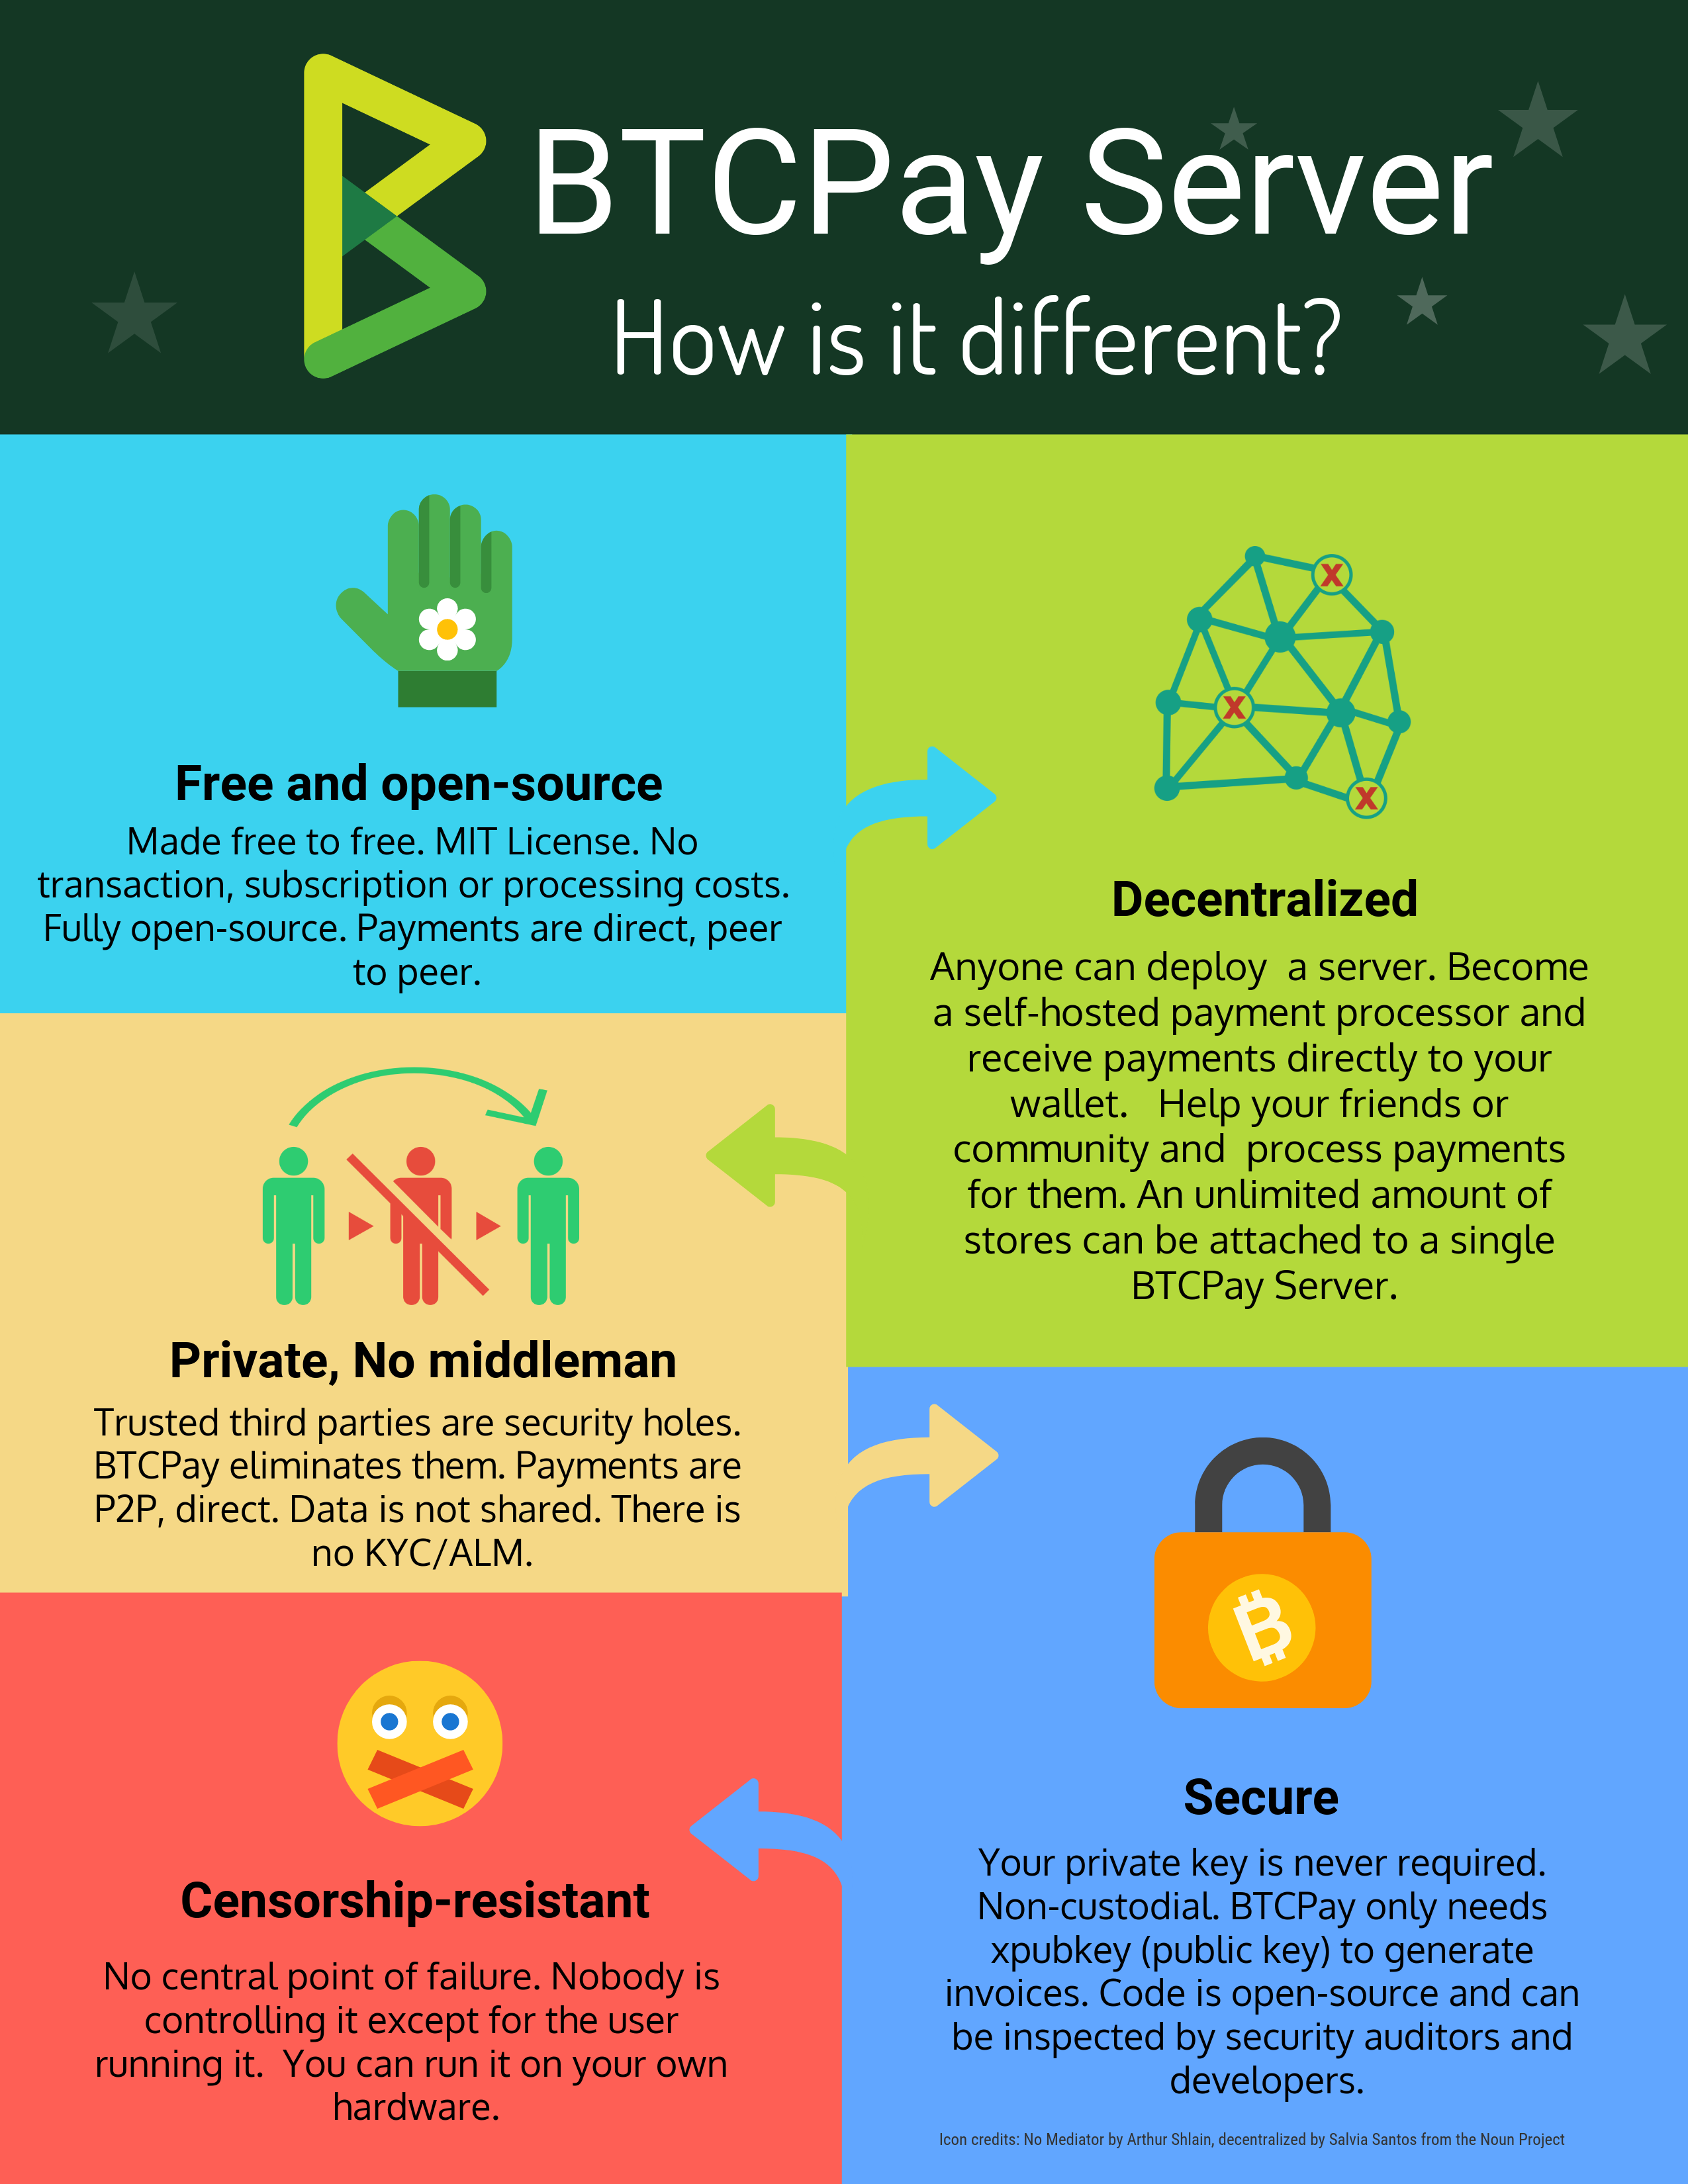 BTCPay Server
How is it different?
Free and open-source
Made free to free. MIT License. No
transaction, subscription or processing costs.
Fully open-source. Payments are direct, peer
to peer.
Decentralized
Anyone can deploy  a server. Become
a self-hosted payment processor and
receive payments directly to your
wallet.   Help your friends or
community and  process payments
for them. An unlimited amount of
stores can be attached to a single
BTCPay Server.
Private, No middleman
Trusted third parties are security holes.
BTCPay eliminates them. Payments are
P2P, direct. Data is not shared. There is
no KYC/ALM.
Secure
Your private key is never required.
Non-custodial. BTCPay only needs
xpubkey (public key) to generate
invoices. Code is open-source and can
be inspected by security auditors and
developers.
Censorship-resistant
No central point of failure. Nobody is
controlling it except for the user
running it.  You can run it on your own
hardware.
Icon credits: No Mediator by Arthur Shlain, decentralized by Salvia Santos from the Noun Project